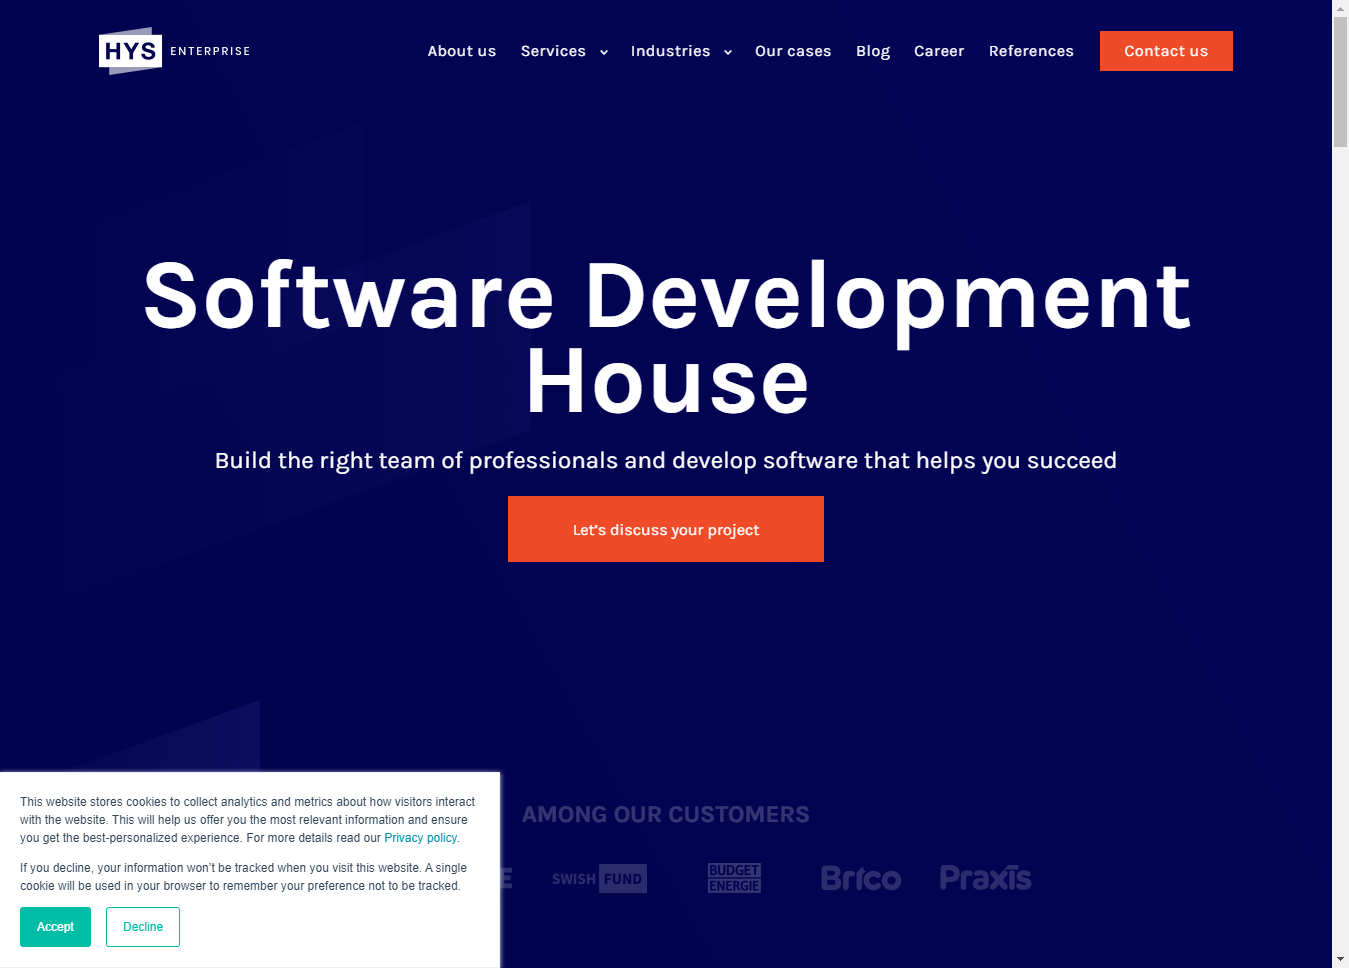 HYS ENTERPRISE
About us Services Industries Our cases Blog Career References Contact us
Software Development
House
Build the right team of professionals and develop software that helps you succeed
Let's discuss your project
AMONG OUR CUSTOMERS
SWISH FUND
BUDGET
ENERGIE
Brico
Praxis
This website stores cookies to collect analytics and metrics about how visitors interact
with the website. This will help us offer you the most relevant information and ensure
you get the best-personalized experience. For more details read our Privacy policy.
If you decline, your information won't be tracked when you visit this website. A single
cookie will be used in your browser to remember your preference not to be tracked.
Accept Decline